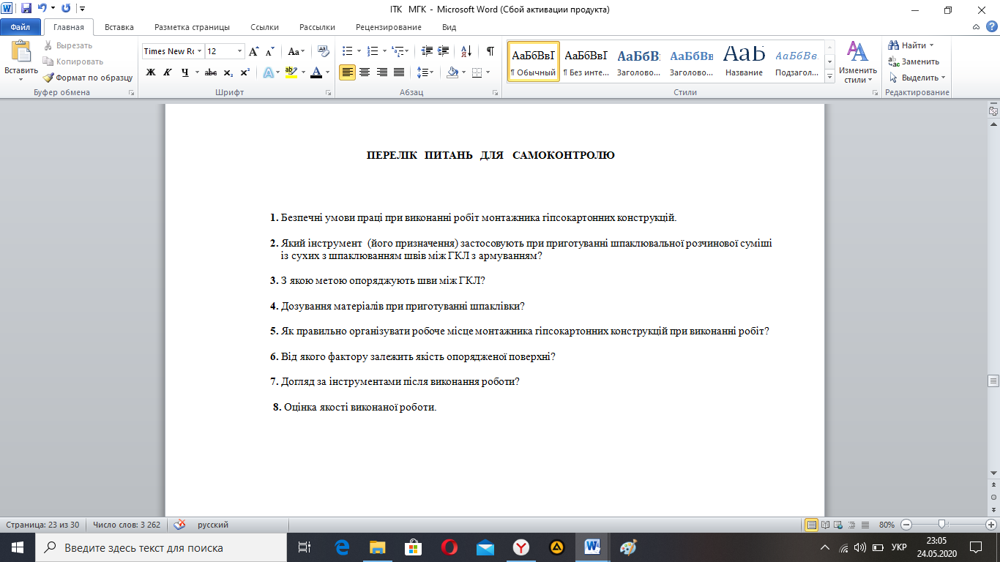 ІТК МГК - Microsoft Word (Сбой активации продукта)
Файл Главная Вставка Разметка страницы Ссылки Рассылки Рецензирование Вид
Вставить
Вырезать
Копировать
Формат по образцу
Буфер обмена
Times New Ro 12
Ж К Ч abc x₂ x²
Шрифт
Абзац
АаБбВвГ АаБбВвГ АаБбВ АаБбВв АаБ АаБбВв.
¶ Обычный ¶ Без инте... Заголово... Заголово... Название Подзагол...
Стили
Изменить
стили
Найти
Заменить
Выделить
Редактирование
ПЕРЕЛІК ПИТАНЬ ДЛЯ САМОКОНТРОЛЮ
1. Безпечні умови праці при виконанні робіт монтажника гіпсокартонних конструкцій.
2. Який інструмент (його призначення) застосовують при приготуванні шпаклювальної розчинової суміші
із сухих з шпаклюванням швів між ГКЛ з армуванням?
3. З якою метою опоряджують шви між ГКЛ?
4. Дозування матеріалів при приготуванні шпаклівки?
5. Як правильно організувати робоче місце монтажника гіпсокартонних конструкцій при виконанні робіт?
6. Від якого фактору залежить якість опорядженої поверхні?
7. Догляд за інструментами після виконання роботи?
8. Оцінка якості виконаної роботи.
Страница: 23 из 30 Число слов: 3 262 русский 80%
Введите здесь текст для поиска
УКР
23:05
24.05.2020